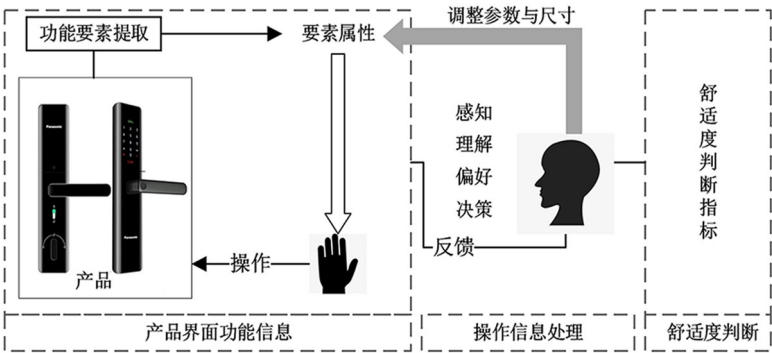 功能要素提取
要素属性
调整参数与尺寸
感知
理解
偏好
决策
舒适度判断指标
Panasonic
Panasonic
产品
操作
反馈
产品界面功能信息
操作信息处理
舒适度判断